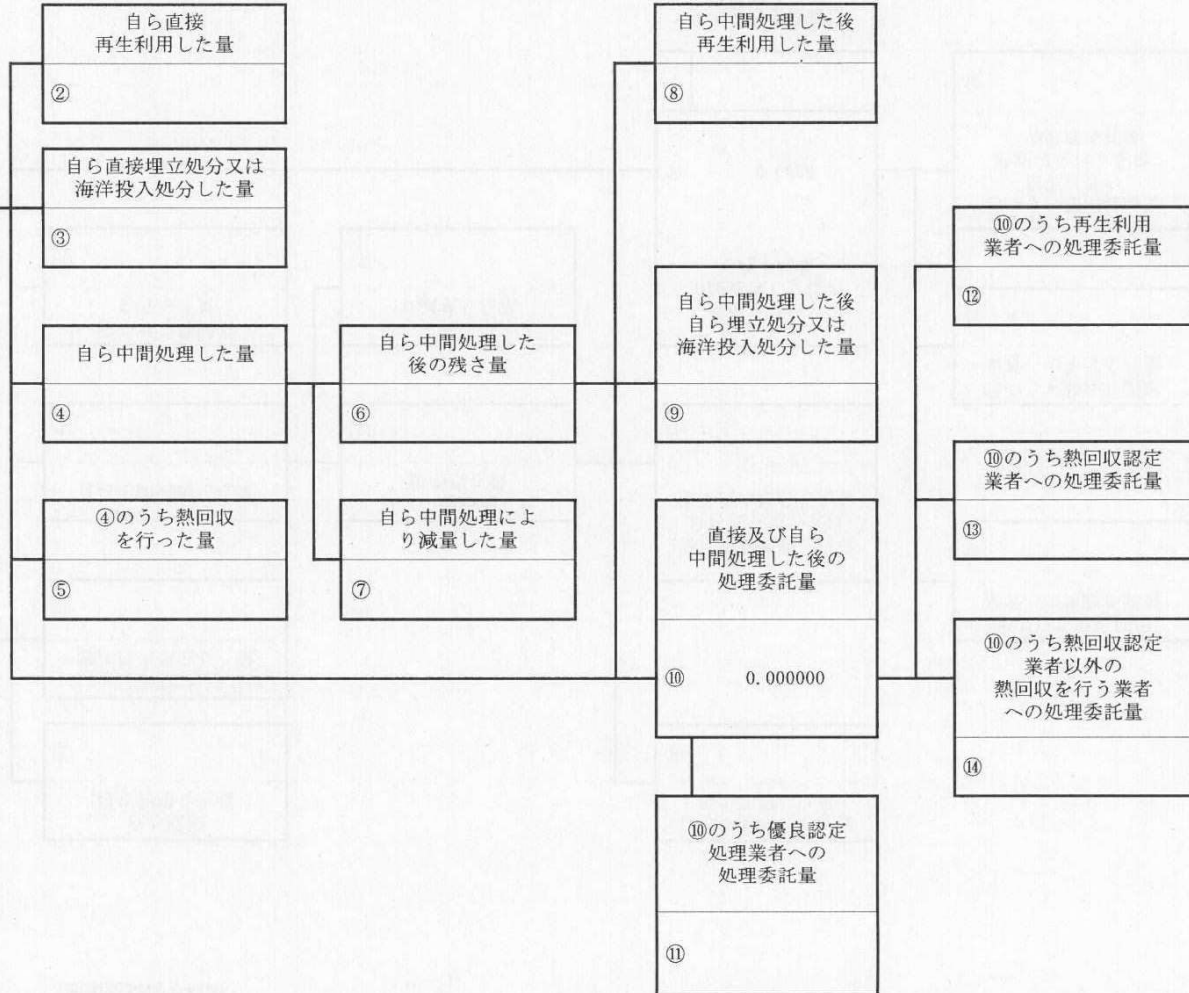 自ら直接
再生利用した量
②
自ら直接埋立処分又は
海洋投入処分した量
③
自ら中間処理した量
④
④のうち熱回収
を行った量
⑤
自ら中間処理した
後の残さ量
⑥
自ら中間処理によ
り減量した量
⑦
自ら中間処理した後
再生利用した量
⑧
自ら中間処理した後
自ら埋立処分又は
海洋投入処分した量
⑨
直接及び自ら
中間処理した後の
処理委託量
⑩ 0.000000
⑩のうち優良認定
処理業者への
処理委託量
⑪
⑩のうち再生利用
業者への処理委託量
⑫
⑩のうち熱回収認定
業者への処理委託量
⑬
⑩のうち熱回収認定
業者以外の
熱回収を行う業者
への処理委託量
⑭